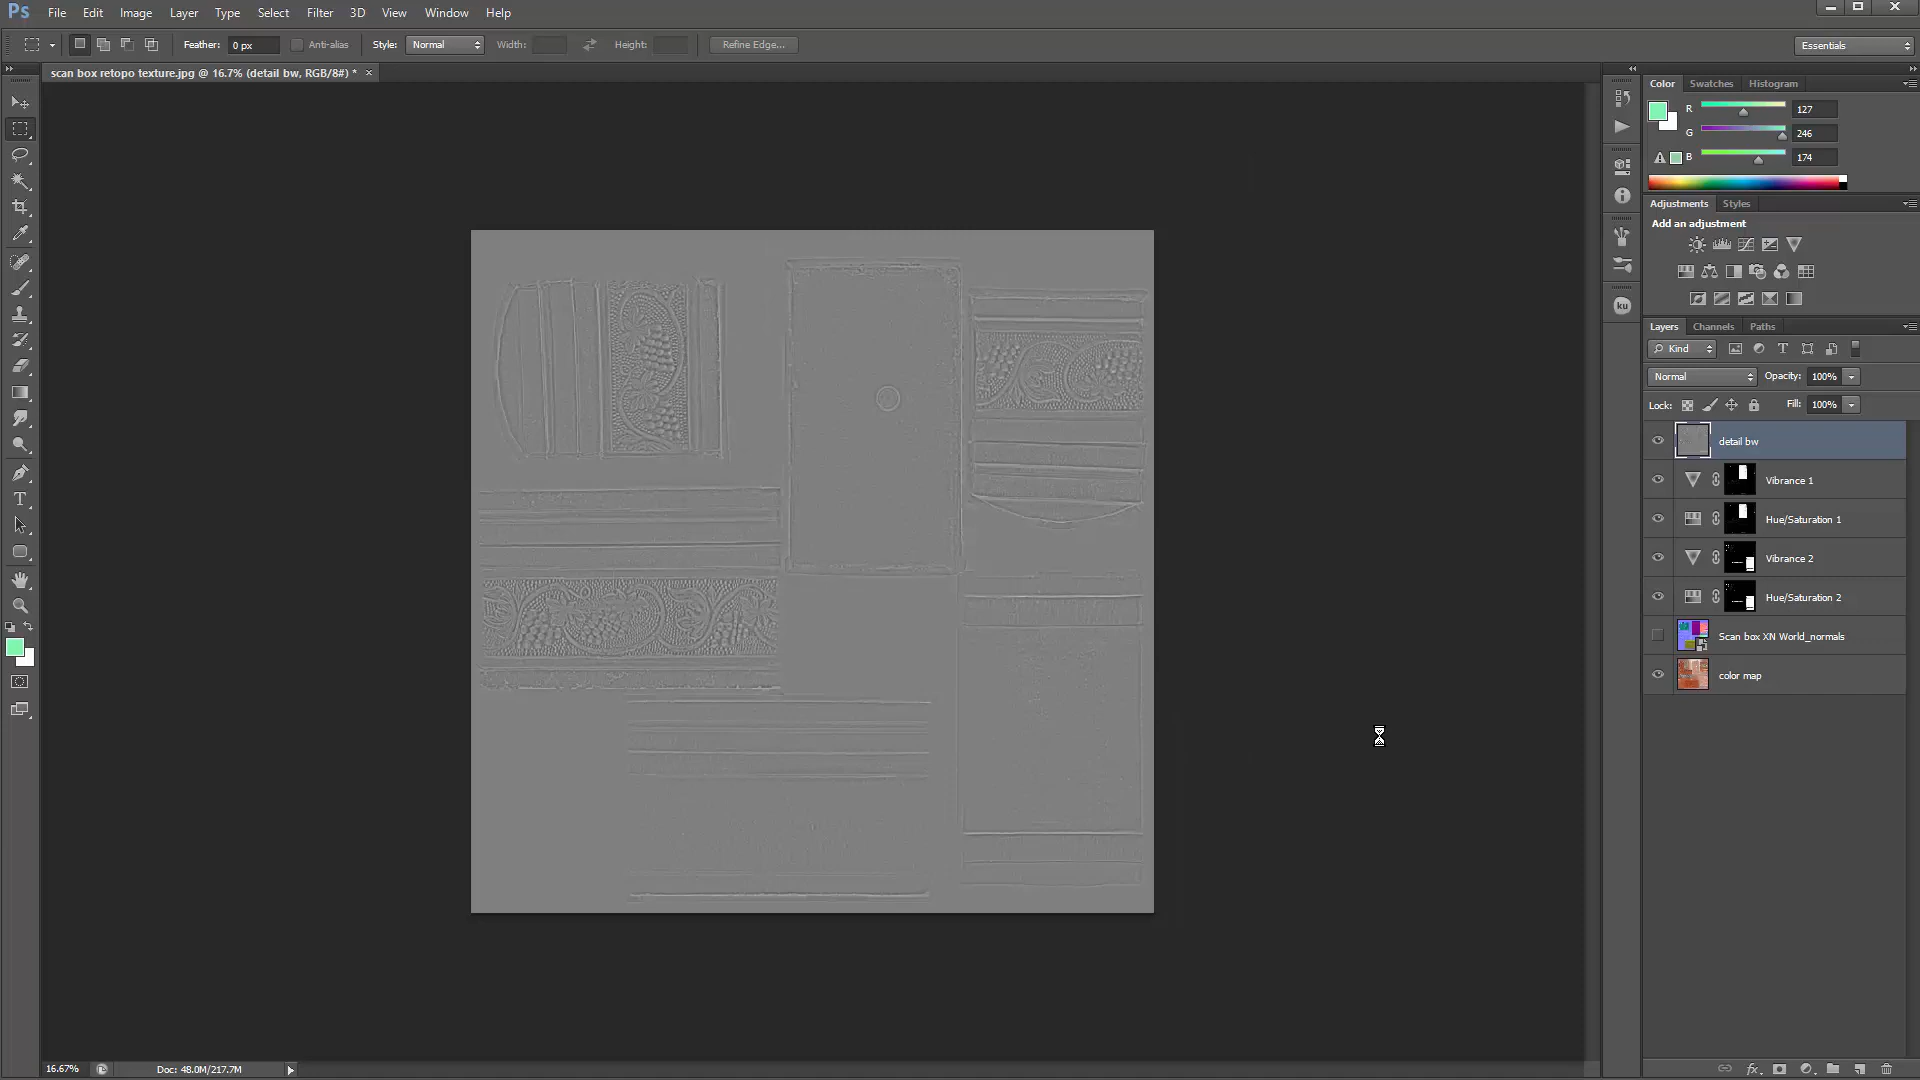 Ps File Edit Image Layer Type Select Filter 3D View Window Help
Feather: 0 px Anti-alias Style: Normal Width: Height: Refine Edge... Essentials
scan box retopo texture.jpg @ 16.7% (detail bw, RGB/8#) * ×
Color Swatches Histogram
R 127
G 246
B 174
Adjustments Styles
Add an adjustment
ku
Layers Channels Paths
Kind T
Normal Opacity: 100%
Lock: Fill: 100%
detail bw
Vibrance 1
Hue/Saturation 1
Vibrance 2
Hue/Saturation 2
Scan box XN World_normals
color map
T
16.67% Doc: 48.0M/217.7M
fx